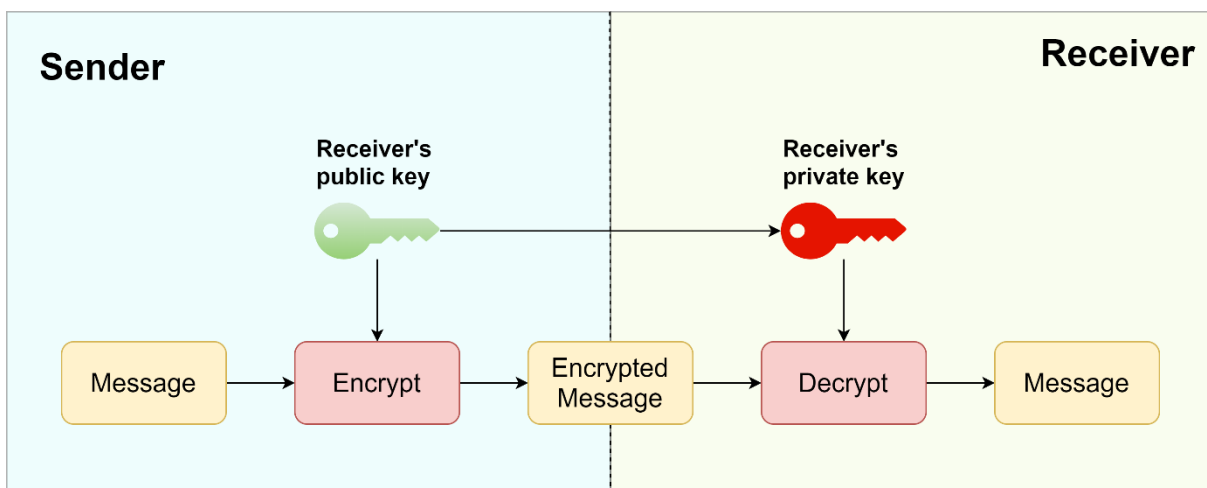 Sender
Receiver
Receiver's
public key
Receiver's
private key
Message
Encrypt
Encrypted
Message
Decrypt
Message